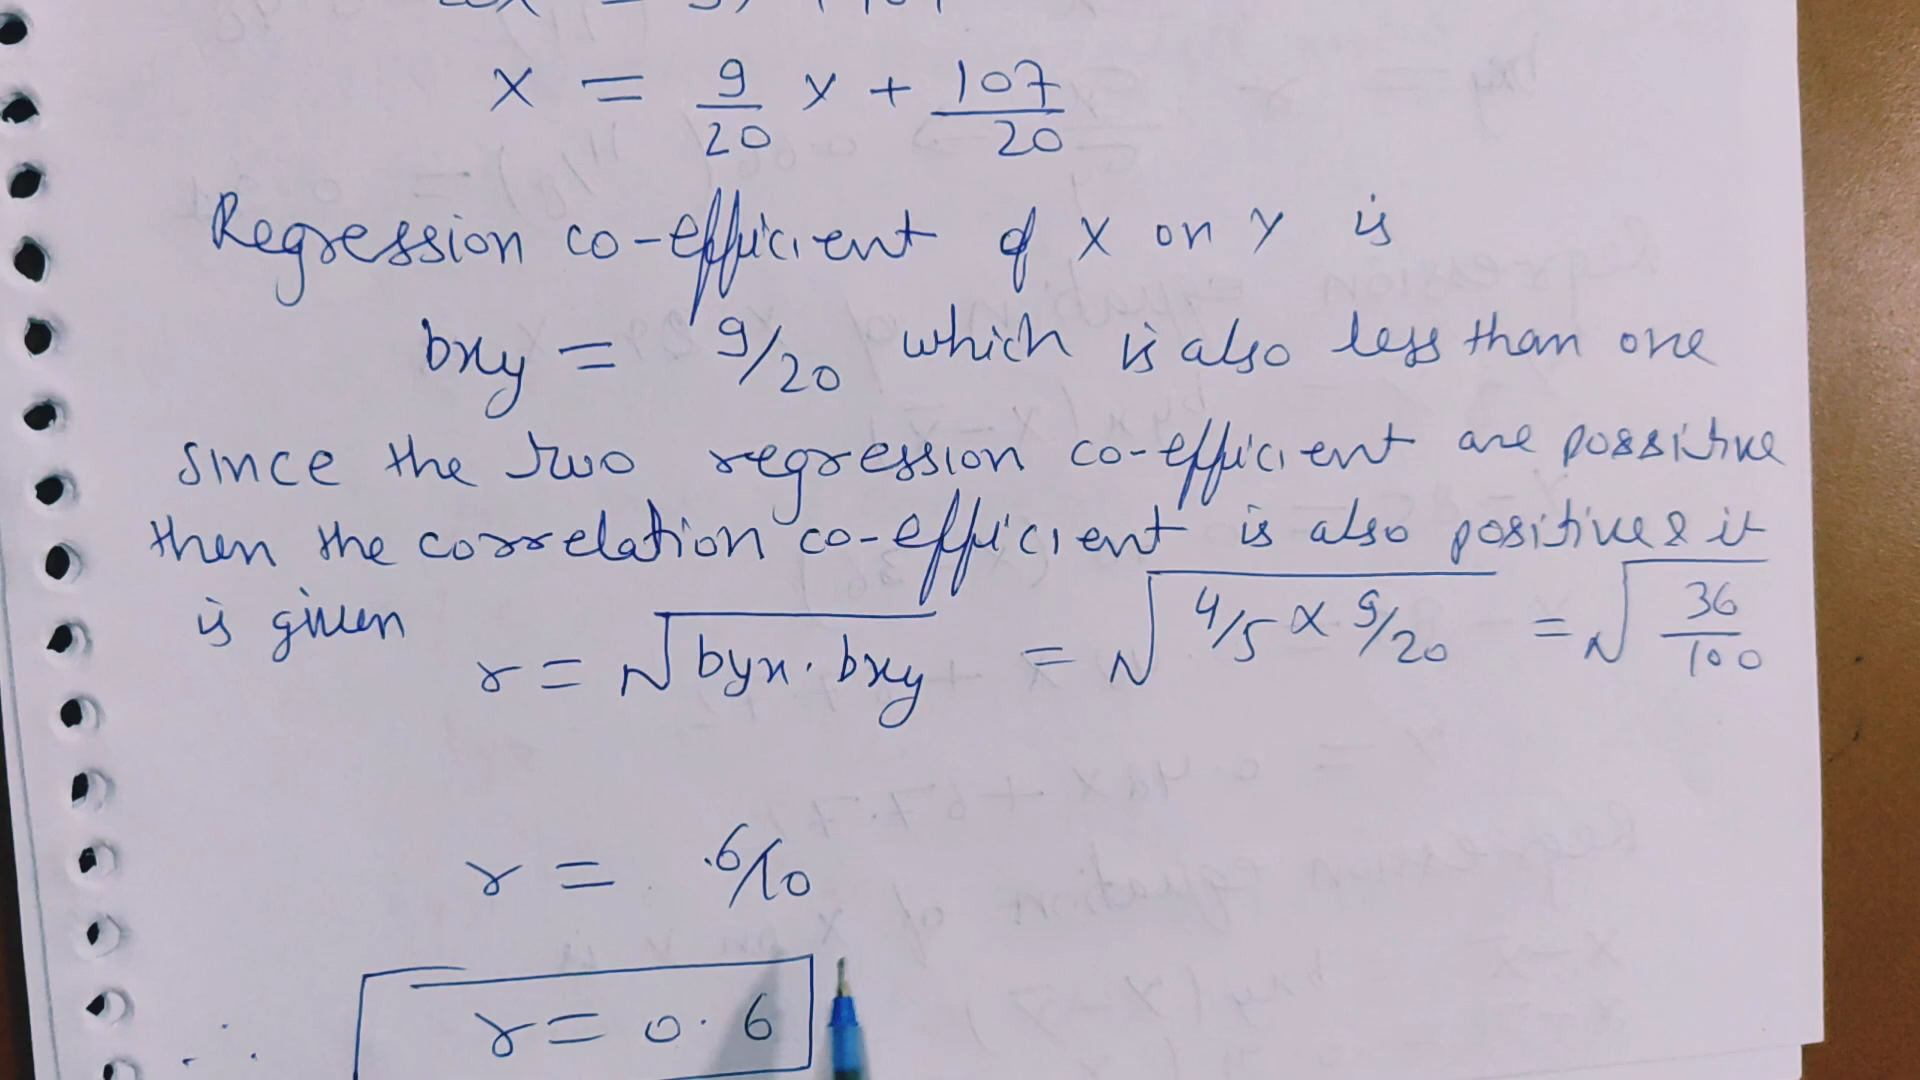 x = 9/20 y + 107/20
Regression co-efficient of x on y is
bxy = 9/20 which is also less than one
since the two regression co-efficient are possitive
then the correlation co-efficient is also positive & it
is given r = √byx. bxy = √4/5 x 9/20 = √36/100
r = .6/10
∴ r = 0.6